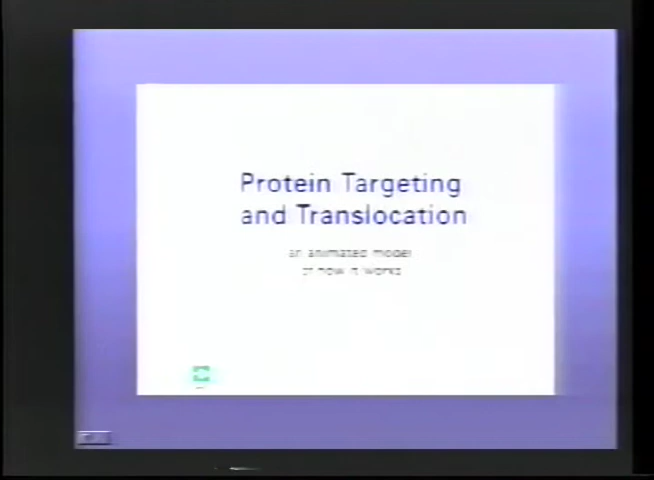 Protein Targeting
and Translocation
an animated model
of how it works